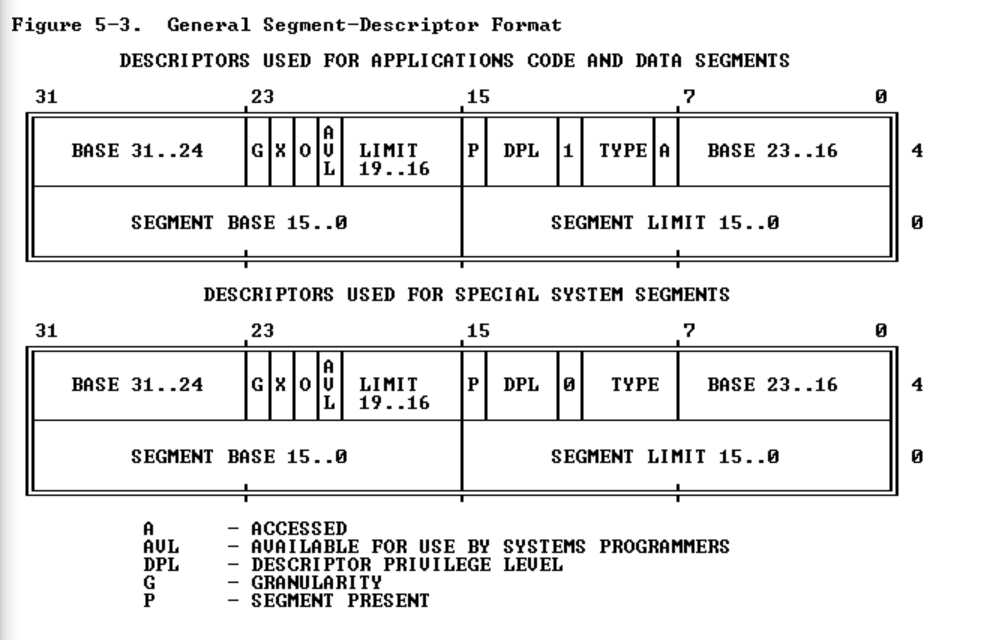 Figure 5-3.  General Segment-Descriptor Format
DESCRIPTORS USED FOR APPLICATIONS CODE AND DATA SEGMENTS
31 23 15 7 0
BASE 31..24 G X O AVL LIMIT 19..16 P DPL 1 TYPE A BASE 23..16 4
SEGMENT BASE 15..0 SEGMENT LIMIT 15..0 0
DESCRIPTORS USED FOR SPECIAL SYSTEM SEGMENTS
31 23 15 7 0
BASE 31..24 G X O AVL LIMIT 19..16 P DPL 0 TYPE BASE 23..16 4
SEGMENT BASE 15..0 SEGMENT LIMIT 15..0 0
A - ACCESSED
AVL - AVAILABLE FOR USE BY SYSTEMS PROGRAMMERS
DPL - DESCRIPTOR PRIVILEGE LEVEL
G - GRANULARITY
P - SEGMENT PRESENT